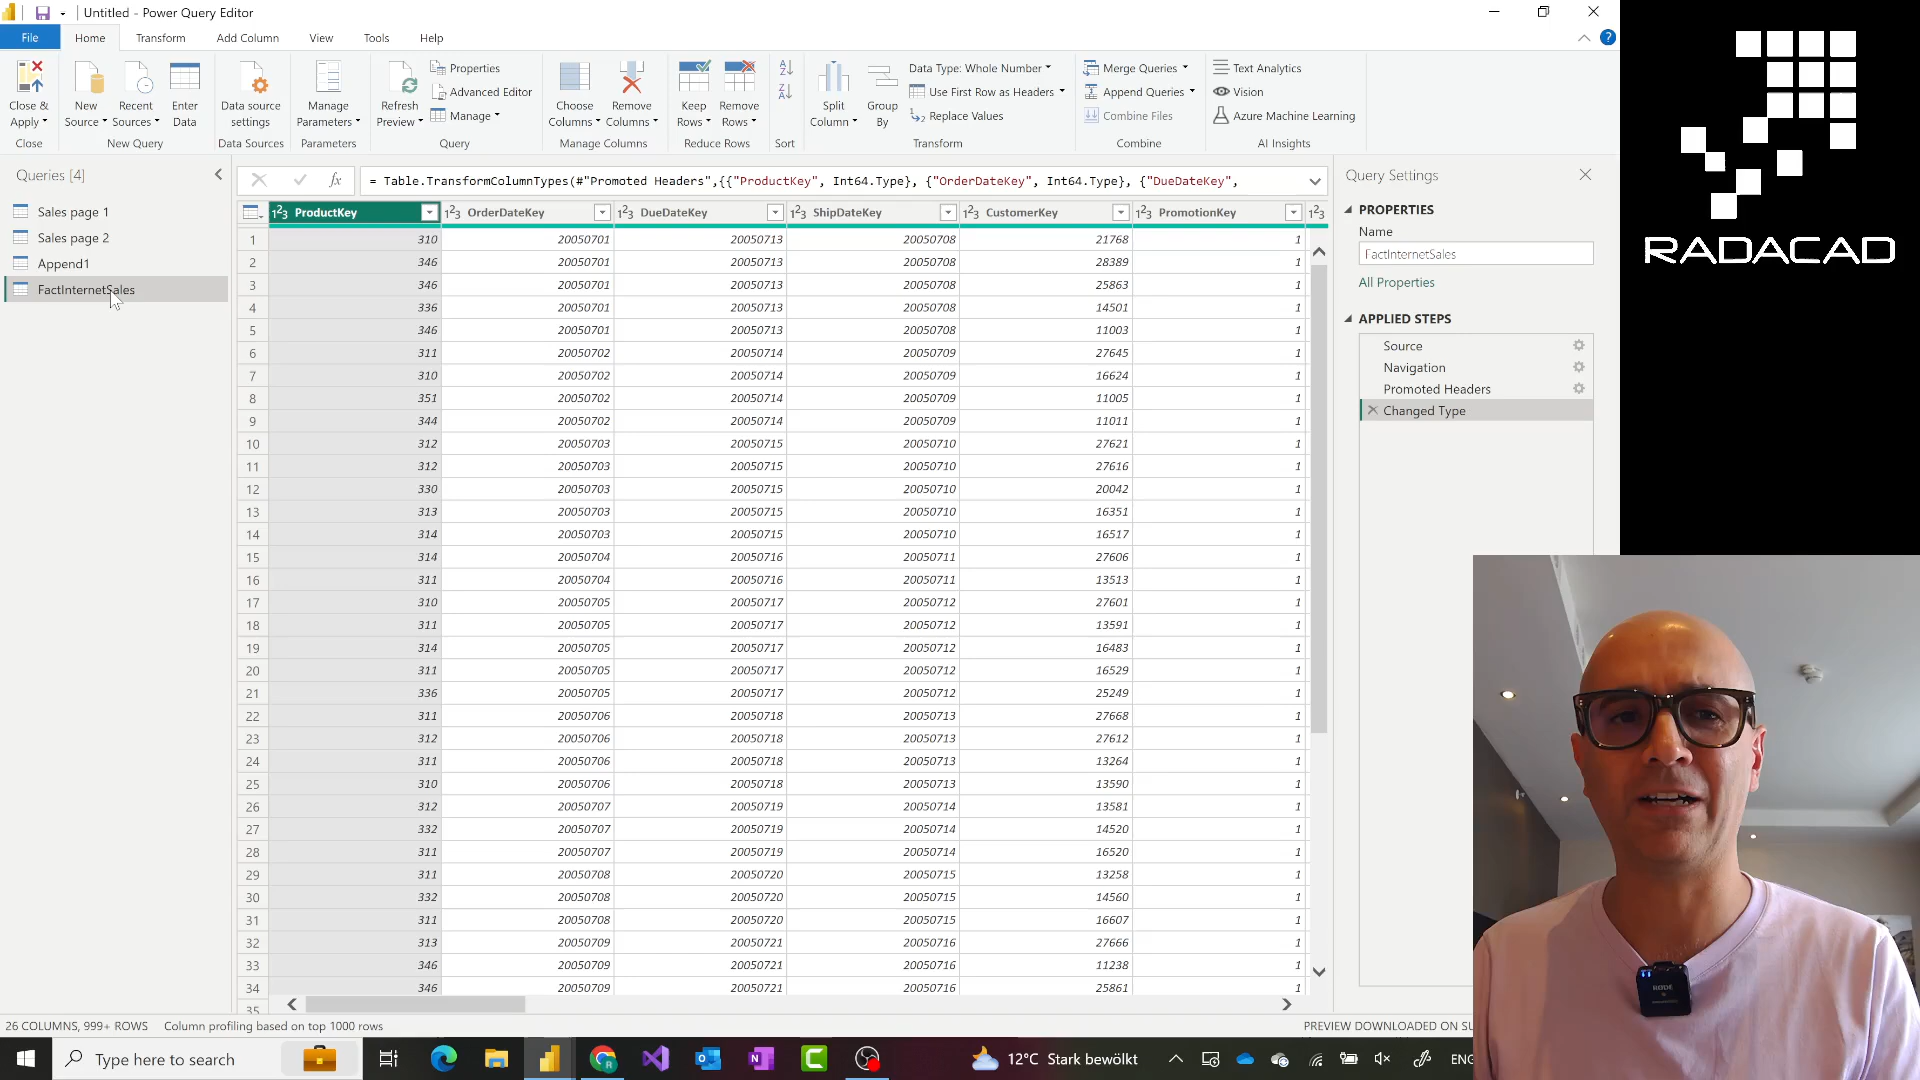 Untitled - Power Query Editor
File Home Transform Add Column View Tools Help
Close & Apply
New Source
Recent Sources
Enter Data
Data source settings
Manage Parameters
Refresh Preview
Properties
Advanced Editor
Manage
Choose Columns
Remove Columns
Keep Rows
Remove Rows
Split Column
Group By
Data Type: Whole Number
Use First Row as Headers
Replace Values
Merge Queries
Append Queries
Combine Files
Text Analytics
Vision
Azure Machine Learning
Close New Query Data Sources Parameters Query Manage Columns Reduce Rows Sort Transform Combine AI Insights
RADACAD
Queries [4]
Sales page 1
Sales page 2
Append1
FactInternetSales
fx = Table.TransformColumnTypes(#"Promoted Headers",{{"ProductKey", Int64.Type}, {"OrderDateKey", Int64.Type}, {"DueDateKey",
ProductKey OrderDateKey DueDateKey ShipDateKey CustomerKey PromotionKey
1 310 20050701 20050713 20050708 21768 1
2 346 20050701 20050713 20050708 28389 1
3 346 20050701 20050713 20050708 25863 1
4 336 20050701 20050713 20050708 14501 1
5 346 20050701 20050713 20050708 11003 1
6 311 20050702 20050714 20050709 27645 1
7 310 20050702 20050714 20050709 16624 1
8 351 20050702 20050714 20050709 11005 1
9 344 20050702 20050714 20050709 11011 1
10 312 20050703 20050715 20050710 27621 1
11 312 20050703 20050715 20050710 27616 1
12 330 20050703 20050715 20050710 20042 1
13 313 20050703 20050715 20050710 16351 1
14 314 20050703 20050715 20050710 16517 1
15 314 20050704 20050716 20050711 27606 1
16 311 20050704 20050716 20050711 13513 1
17 310 20050705 20050717 20050712 27601 1
18 311 20050705 20050717 20050712 13591 1
19 314 20050705 20050717 20050712 16483 1
20 311 20050705 20050717 20050712 16529 1
21 336 20050705 20050717 20050712 25249 1
22 311 20050706 20050718 20050713 27668 1
23 312 20050706 20050718 20050713 27612 1
24 311 20050706 20050718 20050713 13264 1
25 310 20050706 20050718 20050713 13590 1
26 312 20050707 20050719 20050714 13581 1
27 332 20050707 20050719 20050714 14520 1
28 311 20050707 20050719 20050714 16520 1
29 311 20050708 20050720 20050715 13258 1
30 332 20050708 20050720 20050715 14560 1
31 311 20050708 20050720 20050715 16607 1
32 313 20050709 20050721 20050716 27666 1
33 346 20050709 20050721 20050716 11238 1
34 346 20050709 20050721 20050716 25861 1
35
Query Settings
PROPERTIES
Name
FactInternetSales
All Properties
APPLIED STEPS
Source
Navigation
Promoted Headers
Changed Type
RØDE
26 COLUMNS, 999+ ROWS Column profiling based on top 1000 rows PREVIEW DOWNLOADED ON SU
Type here to search 12°C Stark bewölkt ENG